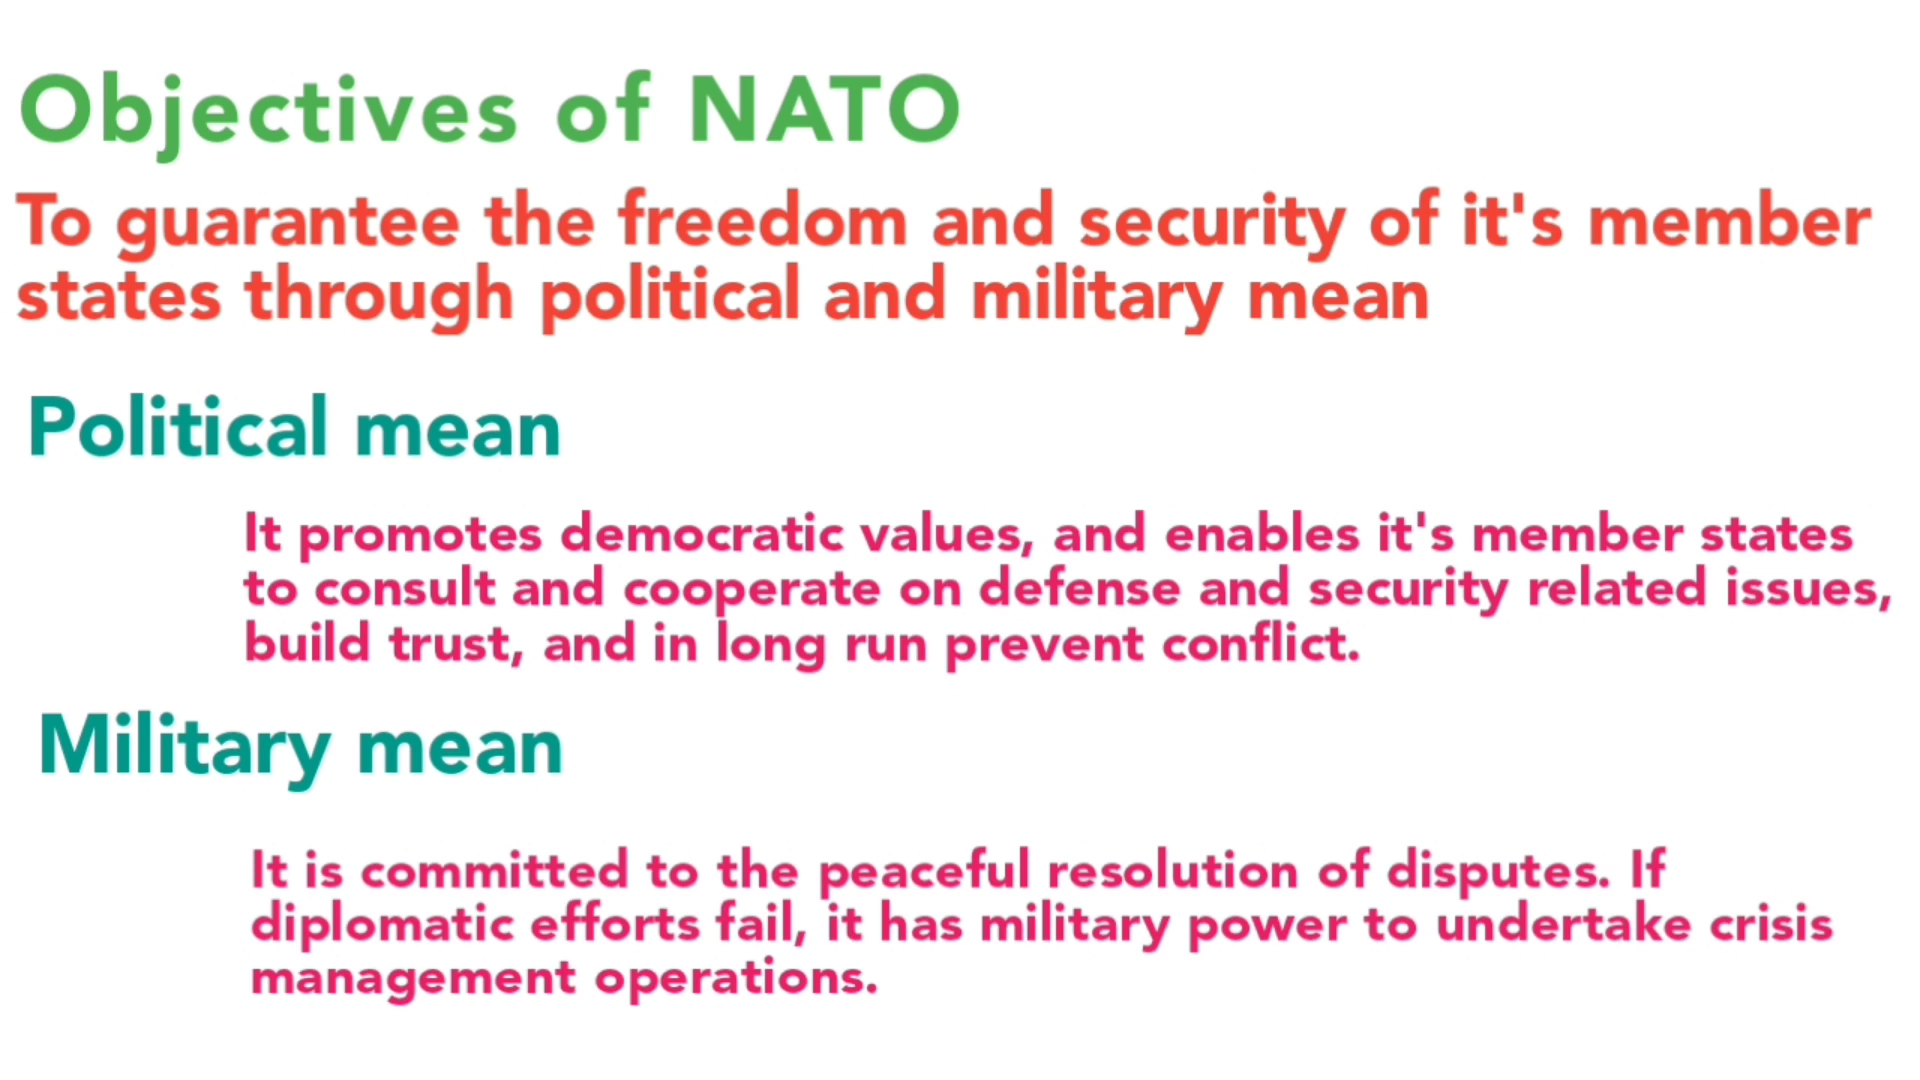 Objectives of NATO
To guarantee the freedom and security of it's member
states through political and military mean
Political mean
It promotes democratic values, and enables it's member states
to consult and cooperate on defense and security related issues,
build trust, and in long run prevent conflict.
Military mean
It is committed to the peaceful resolution of disputes. If
diplomatic efforts fail, it has military power to undertake crisis
management operations.